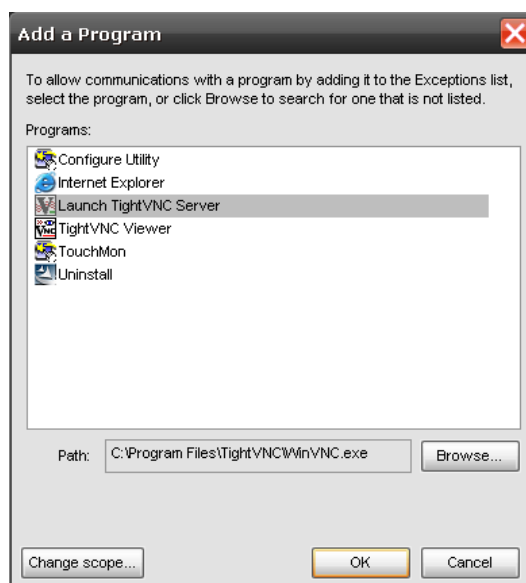 Add a Program
To allow communications with a program by adding it to the Exceptions list,
select the program, or click Browse to search for one that is not listed.
Programs:
Configure Utility
Internet Explorer
Launch TightVNC Server
TightVNC Viewer
TouchMon
Uninstall
Path: C:\Program Files\TightVNC\WinVNC.exe Browse...
Change scope... OK Cancel